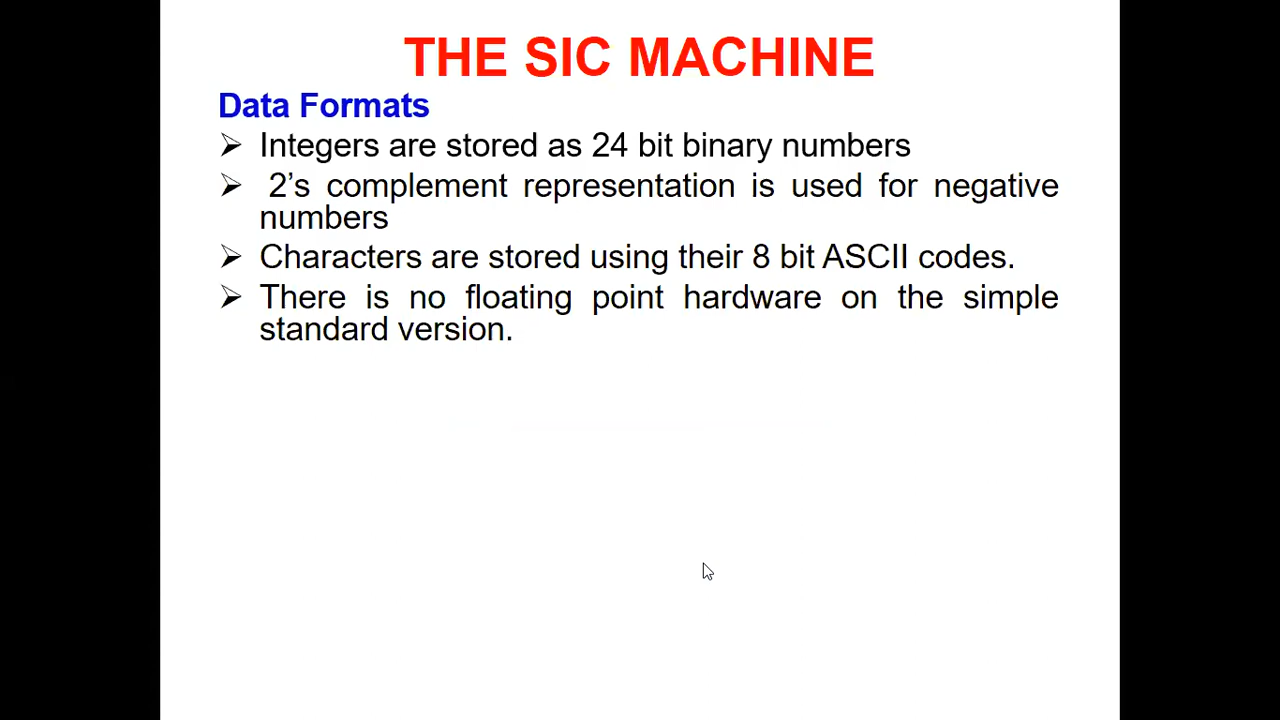 THE SIC MACHINE
Data Formats
➢ Integers are stored as 24 bit binary numbers
➢ 2’s complement representation is used for negative
numbers
➢ Characters are stored using their 8 bit ASCII codes.
➢ There is no floating point hardware on the simple
standard version.